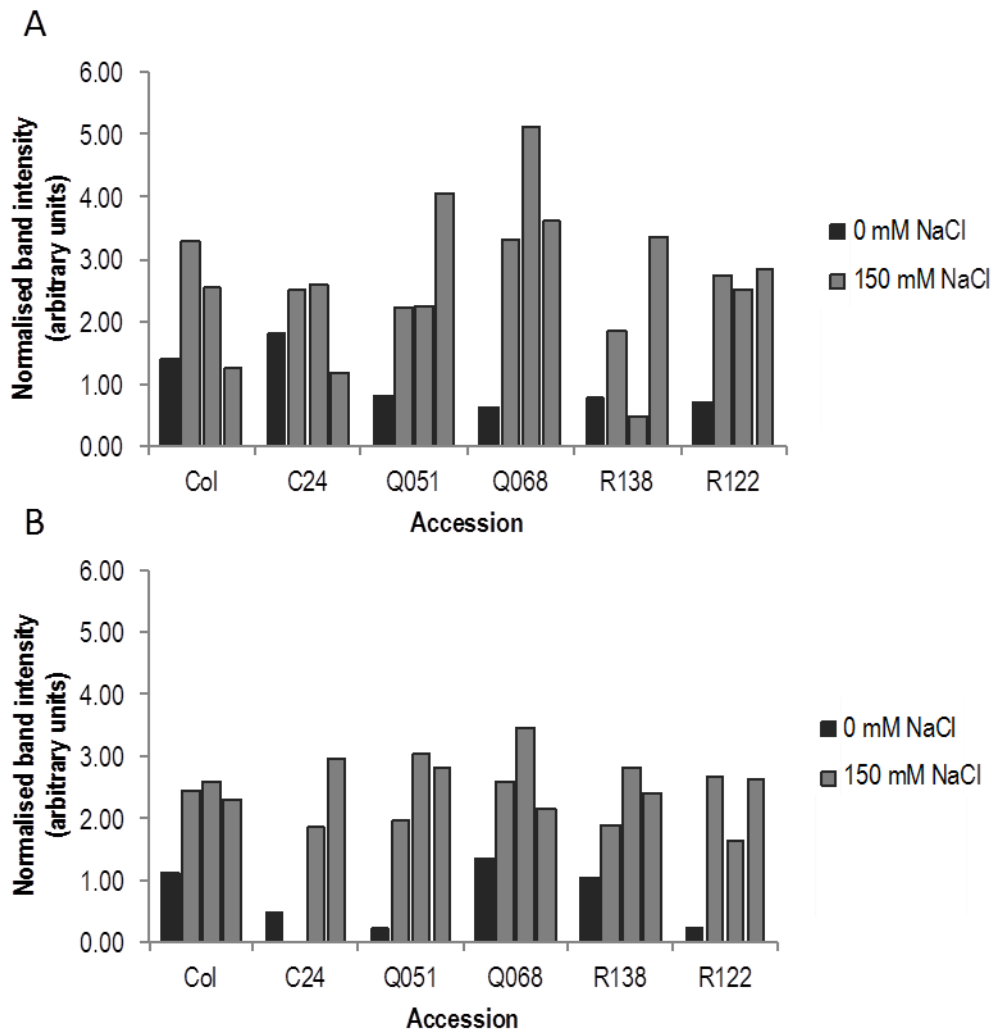 A
Normalised band intensity
(arbitrary units)
6.00
5.00
4.00
3.00
2.00
1.00
0.00
Col C24 Q051 Q068 R138 R122
Accession
0 mM NaCl
150 mM NaCl
B
Normalised band intensity
(arbitrary units)
6.00
5.00
4.00
3.00
2.00
1.00
0.00
Col C24 Q051 Q068 R138 R122
Accession
0 mM NaCl
150 mM NaCl